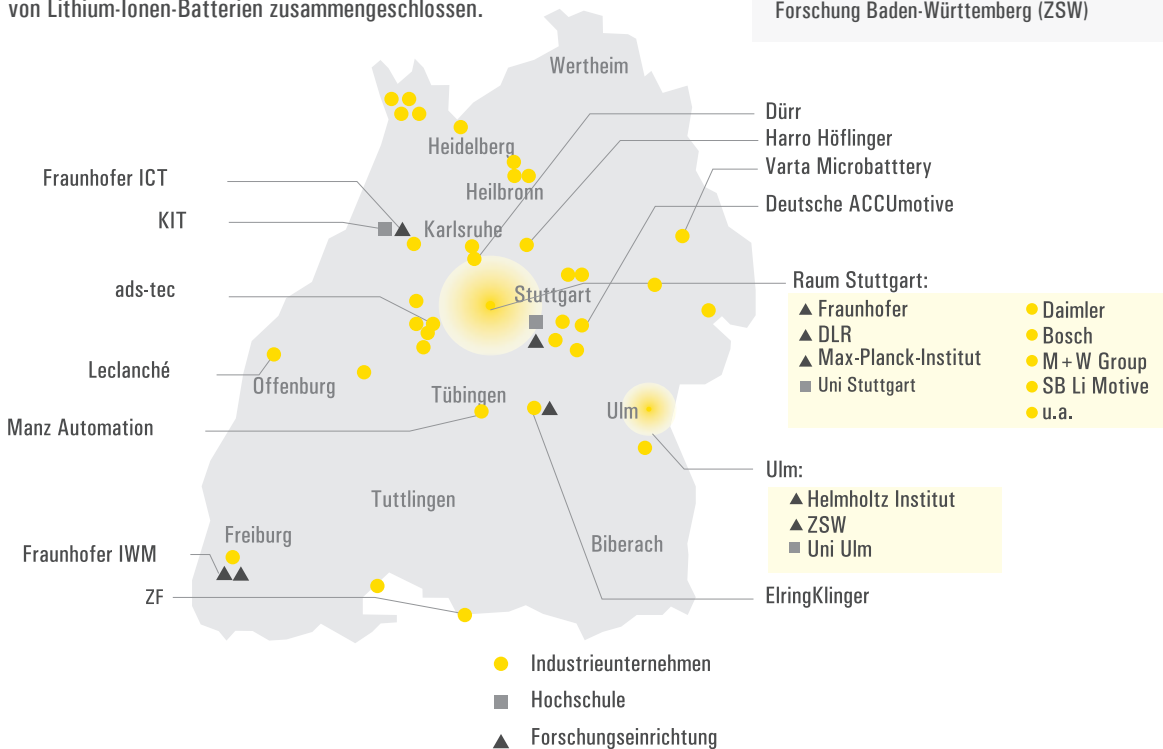 von Lithium-Ionen-Batterien zusammengeschlossen.
Forschung Baden-Württemberg (ZSW)
Wertheim
Dürr
Harro Höflinger
Heidelberg
Varta Microbatttery
Fraunhofer ICT
Heilbronn
Deutsche ACCUmotive
KIT
Karlsruhe
Raum Stuttgart:
ads-tec
Stuttgart
Fraunhofer
Daimler
DLR
Bosch
Max-Planck-Institut
M+W Group
Leclanché
Offenburg
Uni Stuttgart
SB Li Motive
Tübingen
Ulm
u.a.
Manz Automation
Ulm:
Tuttlingen
Helmholtz Institut
ZSW
Freiburg
Biberach
Uni Ulm
Fraunhofer IWM
ZF
ElringKlinger
Industrieunternehmen
Hochschule
Forschungseinrichtung